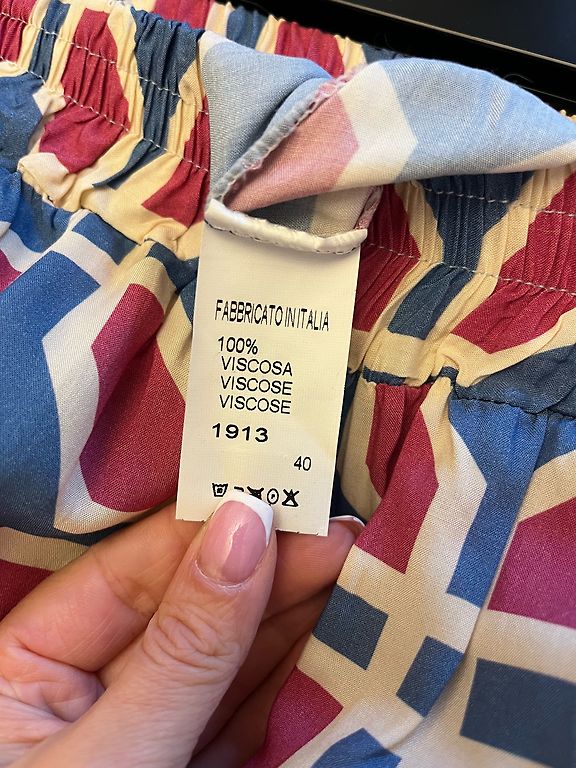 FABBRICATO IN ITALIA
100%
VISCOSA
VISCOSE
VISCOSE
1913
40